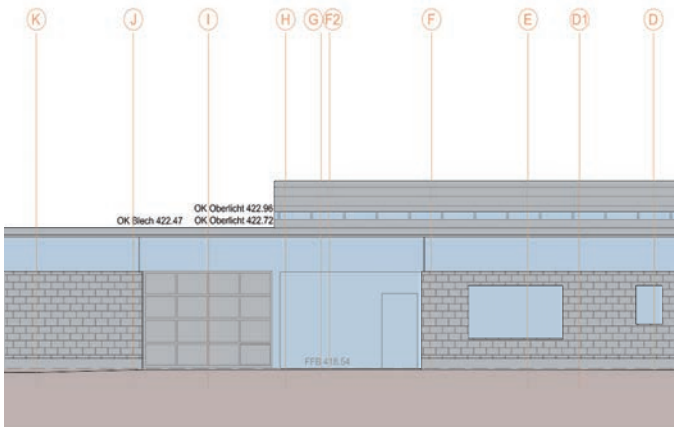 K J I H G F2 F E D1 D
OK Oberlicht 422.96
OK Blech 422.47 OK Oberlicht 422.72
FFB 418.54